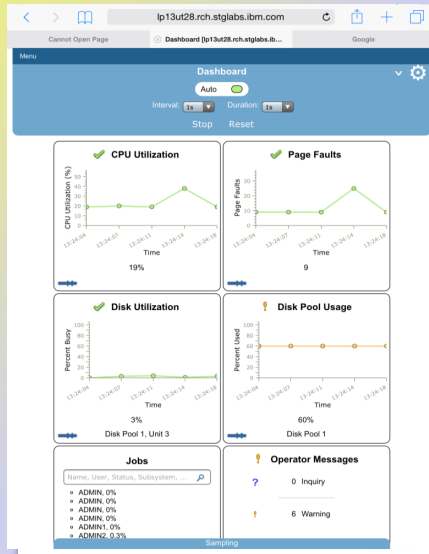 lp13ut28.rch.stglabs.ibm.com
Cannot Open Page
Dashboard [lp13ut28.rch.stglabs.ib...
Google
Menu
Dashboard
Auto
Interval: 1s Duration: 1s
Stop Reset
CPU Utilization
CPU Utilization (%)
50
40
30
20
10
0
13:24:04 13:24:07 13:24:11 13:24:14 13:24:18
Time
19%
Page Faults
Page Faults
30
20
10
0
13:24:04 13:24:07 13:24:11 13:24:14 13:24:18
Time
9
Disk Utilization
Percent Busy
100
80
60
40
20
0
13:24:04 13:24:07 13:24:11 13:24:14 13:24:18
Time
3%
Disk Pool 1, Unit 3
Disk Pool Usage
Percent Used
100
80
60
40
20
0
13:24:04 13:24:07 13:24:11 13:24:14 13:24:18
Time
60%
Disk Pool 1
Jobs
Name, User, Status, Subsystem, ...
ADMIN, 0%
ADMIN, 0%
ADMIN, 0%
ADMIN, 0%
ADMIN1, 0%
ADMIN2, 0.3%
Operator Messages
? 0 Inquiry
! 6 Warning
Sampling